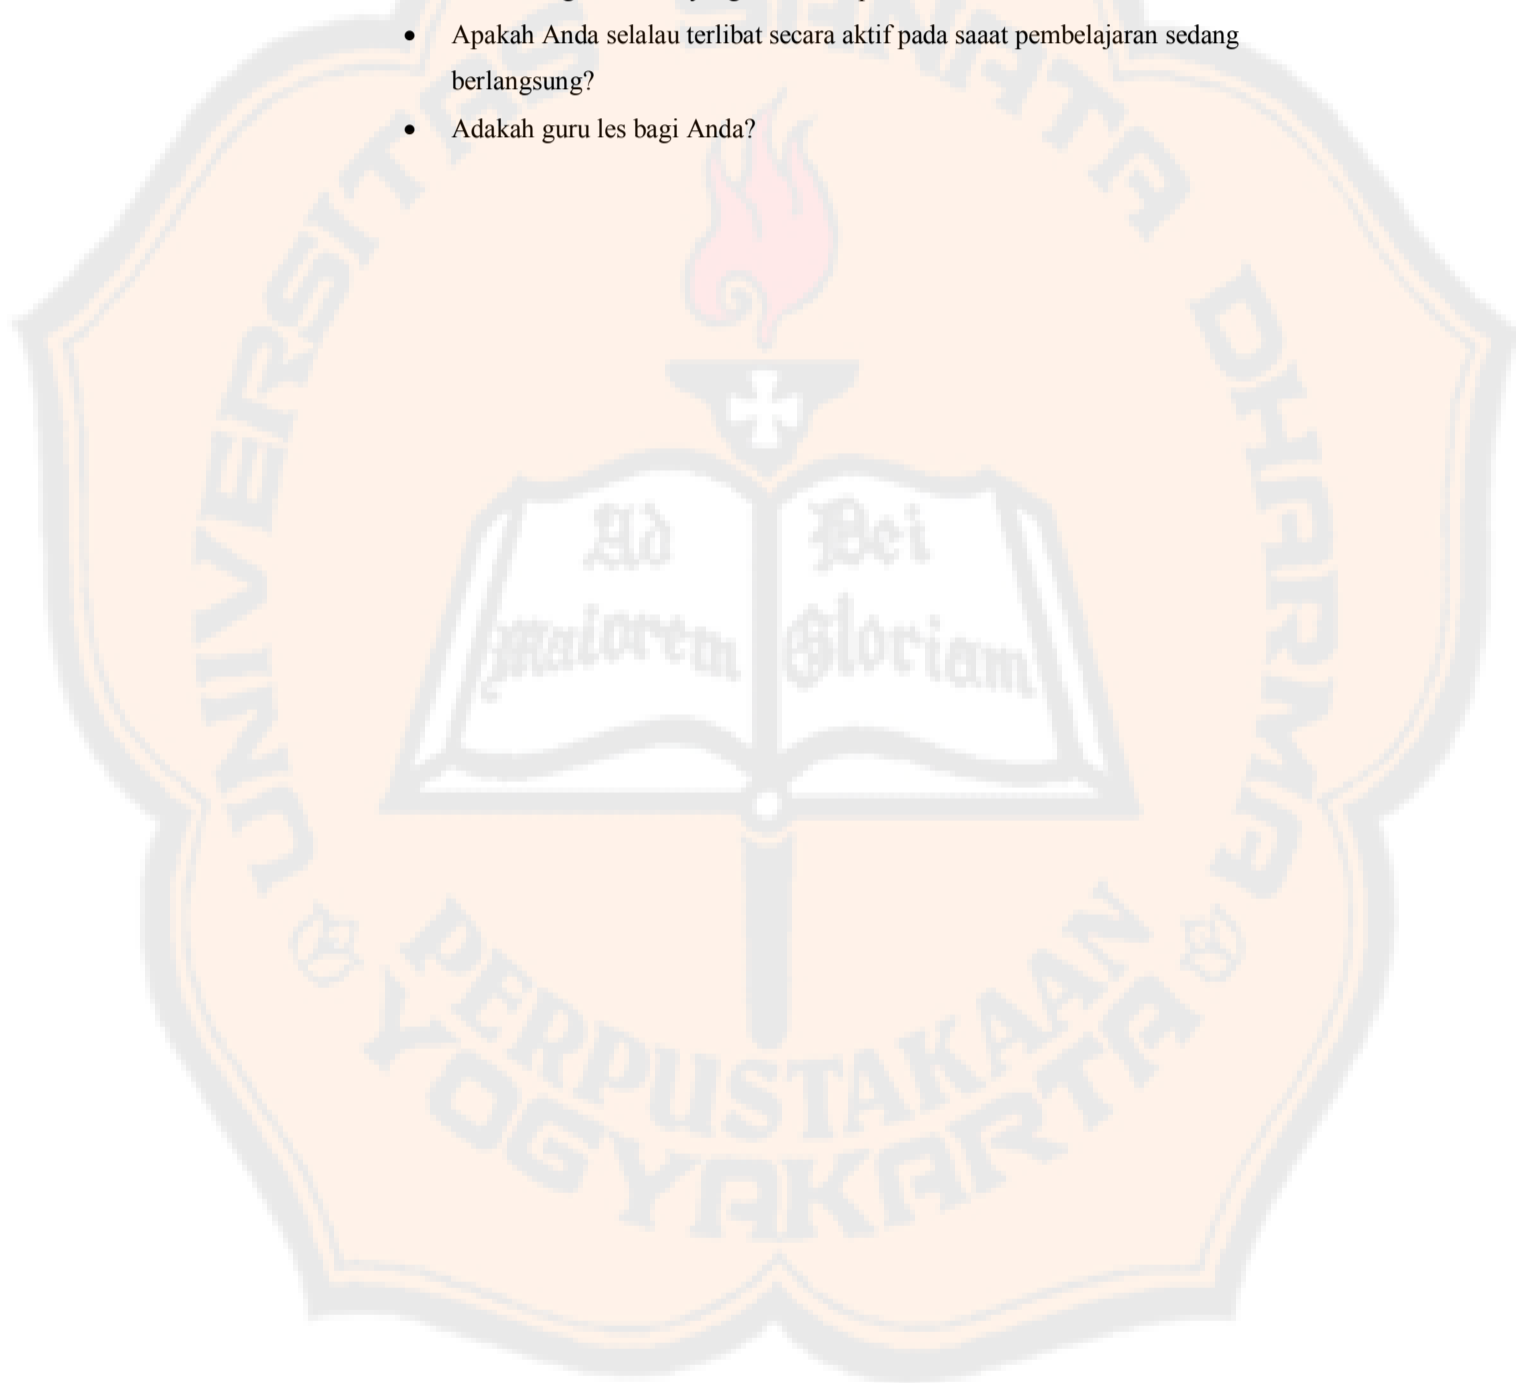 Apakah Anda selalau terlibat secara aktif pada saaat pembelajaran sedang
berlangsung?
Adakah guru les bagi Anda?
UNIVERSITAS SANATA DHARMA
Ad Dei
Maiorem Gloriam
PERPUSTAKAAN
YOGYAKARTA